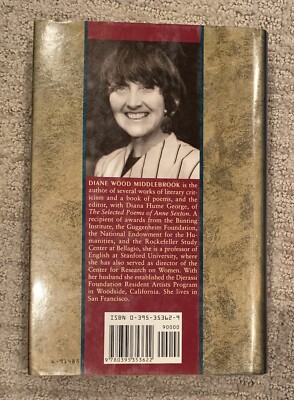 DIANE WOOD MIDDLEBROOK is the
author of several works of literary crit-
icism and a book of poems, and the
editor, with Diana Hume George, of
The Selected Poems of Anne Sexton. A
recipient of awards from the Bunting
Institute, the Guggenheim Foundation,
the National Endowment for the Hu-
manities, and the Rockefeller Study
Center at Bellagio, she is a professor of
English at Stanford University, where
she has also served as director of the
Center for Research on Women. With
her husband she established the Djerassi
Foundation Resident Artists Program
in Woodside, California. She lives in
San Francisco.
ISBN 0-395-35362-9
90000
9 780395 353622